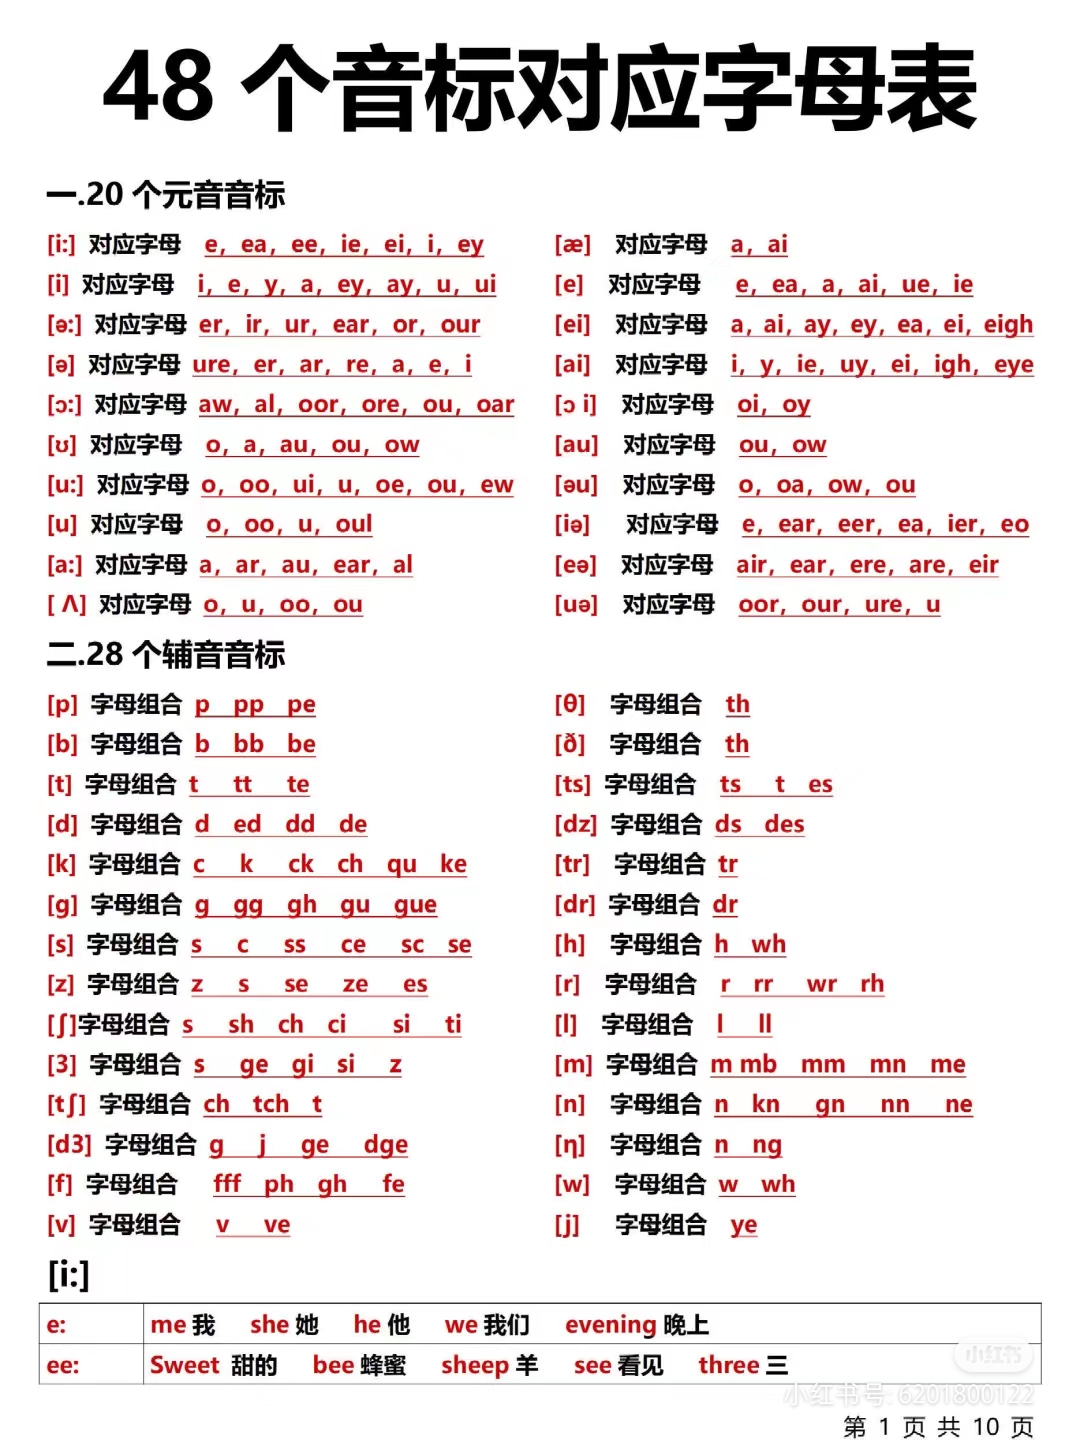 48 个音标对应字母表
一.20 个元音音标
[i:] 对应字母 e，ea，ee，ie，ei，i，ey
[æ] 对应字母 a，ai
[i] 对应字母 i，e，y，a，ey，ay，u，ui
[e] 对应字母 e，ea，a，ai，ue，ie
[ə:] 对应字母 er，ir，ur，ear，or，our
[ei] 对应字母 a，ai，ay，ey，ea，ei，eigh
[ə] 对应字母 ure，er，ar，re，a，e，i
[ai] 对应字母 i，y，ie，uy，ei，igh，eye
[ɔ:] 对应字母 aw，al，oor，ore，ou，oar
[ɔ i] 对应字母 oi，oy
[ʊ] 对应字母 o，a，au，ou，ow
[au] 对应字母 ou，ow
[u:] 对应字母 o，oo，ui，u，oe，ou，ew
[əu] 对应字母 o，oa，ow，ou
[u] 对应字母 o，oo，u，oul
[iə] 对应字母 e，ear，eer，ea，ier，eo
[a:] 对应字母 a，ar，au，ear，al
[eə] 对应字母 air，ear，ere，are，eir
[ Λ] 对应字母 o，u，oo，ou
[uə] 对应字母 oor，our，ure，u
二.28 个辅音音标
[p] 字母组合 p pp pe
[θ] 字母组合 th
[b] 字母组合 b bb be
[ð] 字母组合 th
[t] 字母组合 t tt te
[ts] 字母组合 ts t es
[d] 字母组合 d ed dd de
[dz] 字母组合 ds des
[k] 字母组合 c k ck ch qu ke
[tr] 字母组合 tr
[g] 字母组合 g gg gh gu gue
[dr] 字母组合 dr
[s] 字母组合 s c ss ce sc se
[h] 字母组合 h wh
[z] 字母组合 z s se ze es
[r] 字母组合 r rr wr rh
[ʃ]字母组合 s sh ch ci si ti
[l] 字母组合 l ll
[3] 字母组合 s ge gi si z
[m] 字母组合 m mb mm mn me
[tʃ] 字母组合 ch tch t
[n] 字母组合 n kn gn nn ne
[d3] 字母组合 g j ge dge
[η] 字母组合 n ng
[f] 字母组合 fff ph gh fe
[w] 字母组合 w wh
[v] 字母组合 v ve
[j] 字母组合 ye
[i:]
e: me 我 she 她 he 他 we 我们 evening 晚上
ee: Sweet 甜的 bee 蜂蜜 sheep 羊 see 看见 three 三
小红书
小红书号: 6201800122
第 1 页 共 10 页